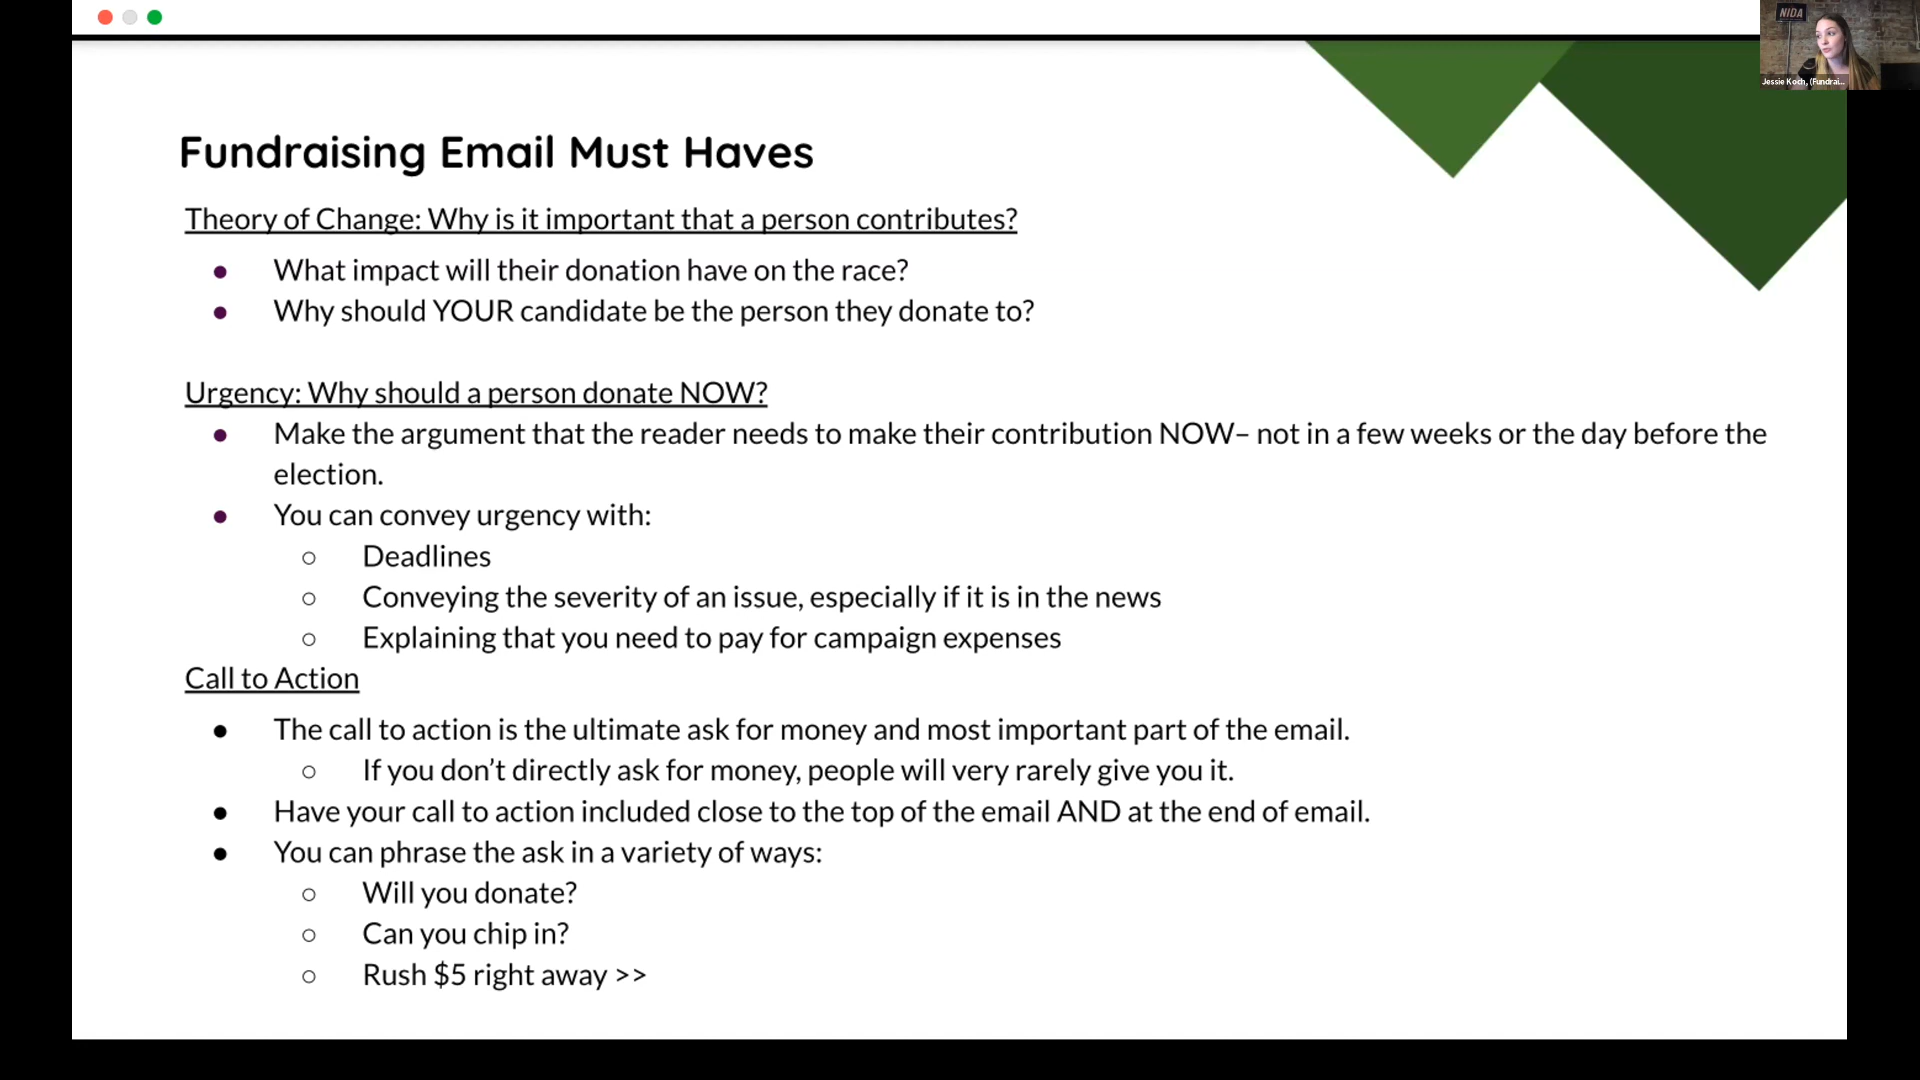 NIDA
Jessie Koch, (Fundrai...
Fundraising Email Must Haves
Theory of Change: Why is it important that a person contributes?
● What impact will their donation have on the race?
● Why should YOUR candidate be the person they donate to?
Urgency: Why should a person donate NOW?
● Make the argument that the reader needs to make their contribution NOW– not in a few weeks or the day before the
election.
● You can convey urgency with:
○ Deadlines
○ Conveying the severity of an issue, especially if it is in the news
○ Explaining that you need to pay for campaign expenses
Call to Action
● The call to action is the ultimate ask for money and most important part of the email.
○ If you don’t directly ask for money, people will very rarely give you it.
● Have your call to action included close to the top of the email AND at the end of email.
● You can phrase the ask in a variety of ways:
○ Will you donate?
○ Can you chip in?
○ Rush $5 right away >>